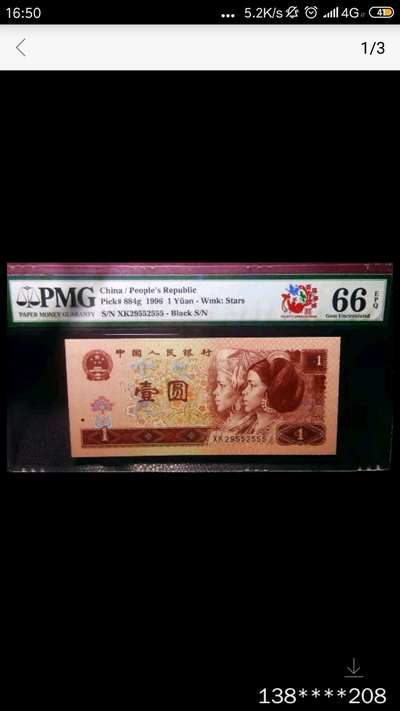 16:50
5.2K/s
4G
41
1/3
PMG
PAPER MONEY GUARANTY
China / People's Republic
Pick# 884g 1996 1 Yüan - Wmk: Stars
S/N XK29552555 - Black S/N
66 EPQ
Gem Uncirculated
中国人民银行
1
壹圆
XK29552555
1
1
138****208